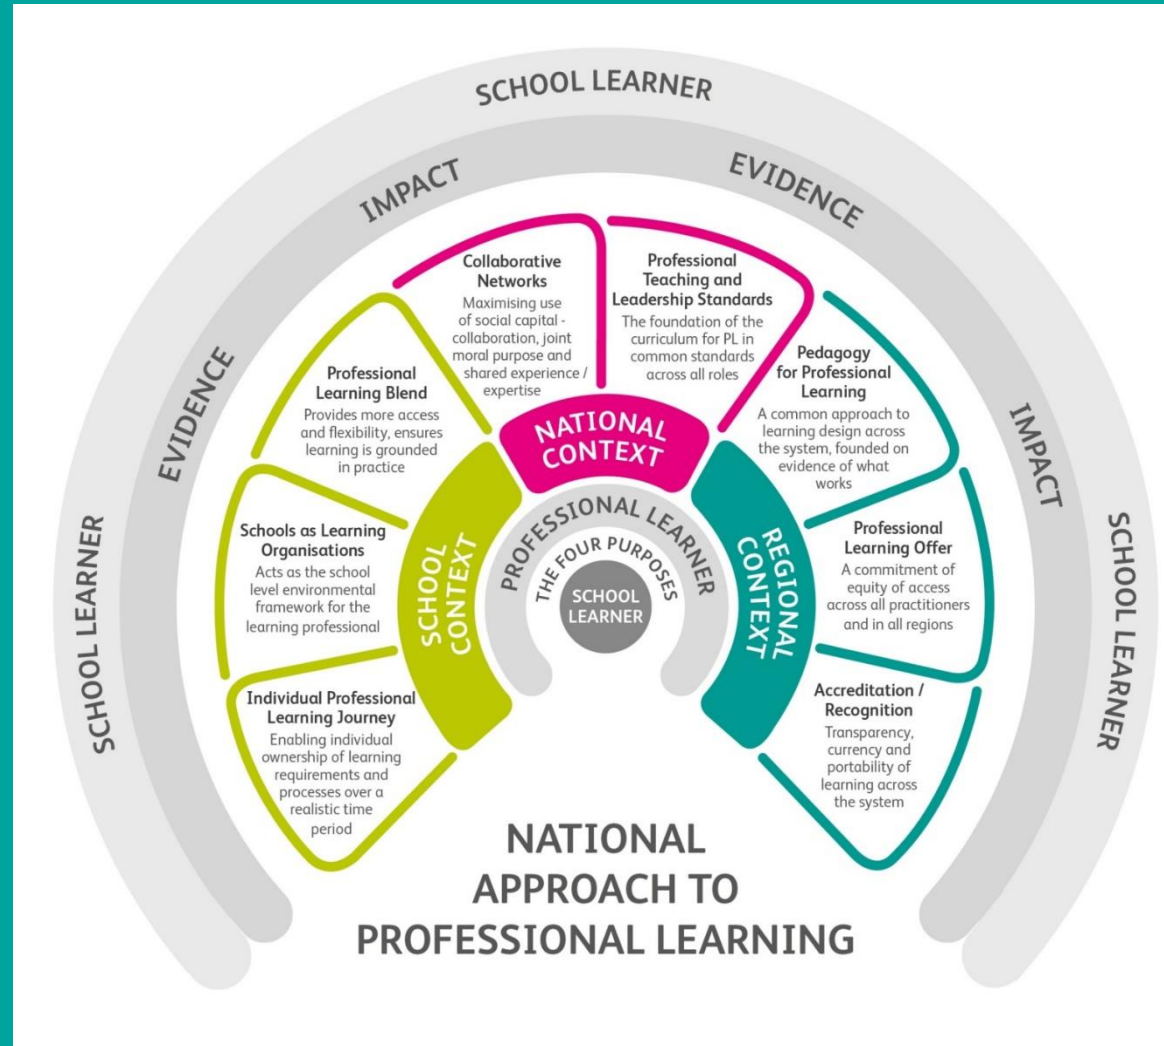 SCHOOL LEARNER
SCHOOL LEARNER
SCHOOL LEARNER
EVIDENCE
IMPACT
EVIDENCE
IMPACT
Individual Professional
Learning Journey
Enabling individual
ownership of learning
requirements and
processes over a
realistic time
period
Schools as Learning
Organisations
Acts as the school
level environmental
framework for the
learning professional
Professional
Learning Blend
Provides more access
and flexibility, ensures
learning is grounded
in practice
Collaborative
Networks
Maximising use
of social capital -
collaboration, joint
moral purpose and
shared experience /
expertise
Professional
Teaching and
Leadership Standards
The foundation of the
curriculum for PL in
common standards
across all roles
Pedagogy
for Professional
Learning
A common approach to
learning design across
the system, founded on
evidence of what
works
Professional
Learning Offer
A commitment of
equity of access
across all practitioners
and in all regions
Accreditation /
Recognition
Transparency,
currency and
portability of
learning across
the system
SCHOOL
CONTEXT
NATIONAL
CONTEXT
REGIONAL
CONTEXT
PROFESSIONAL LEARNER
THE FOUR PURPOSES
SCHOOL
LEARNER
NATIONAL
APPROACH TO
PROFESSIONAL LEARNING